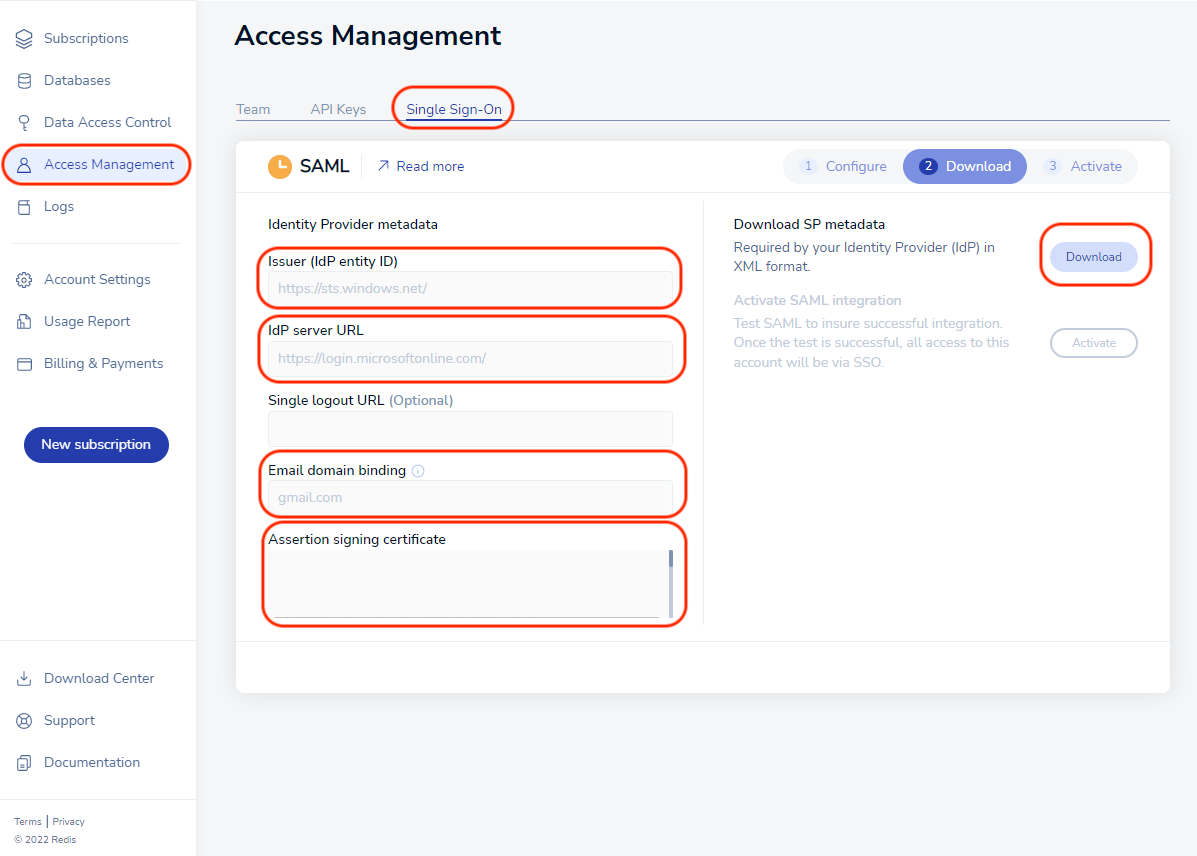 Subscriptions
Databases
Data Access Control
Access Management
Logs
Account Settings
Usage Report
Billing & Payments
New subscription
Download Center
Support
Documentation
Terms | Privacy
© 2022 Redis
Access Management
Team API Keys Single Sign-On
SAML Read more 1 Configure 2 Download 3 Activate
Identity Provider metadata
Issuer (IdP entity ID)
https://sts.windows.net/
IdP server URL
https://login.microsoftonline.com/
Single logout URL (Optional)
Email domain binding
gmail.com
Assertion signing certificate
Download SP metadata
Required by your Identity Provider (IdP) in
XML format.
Download
Activate SAML integration
Test SAML to insure successful integration.
Once the test is successful, all access to this
account will be via SSO.
Activate